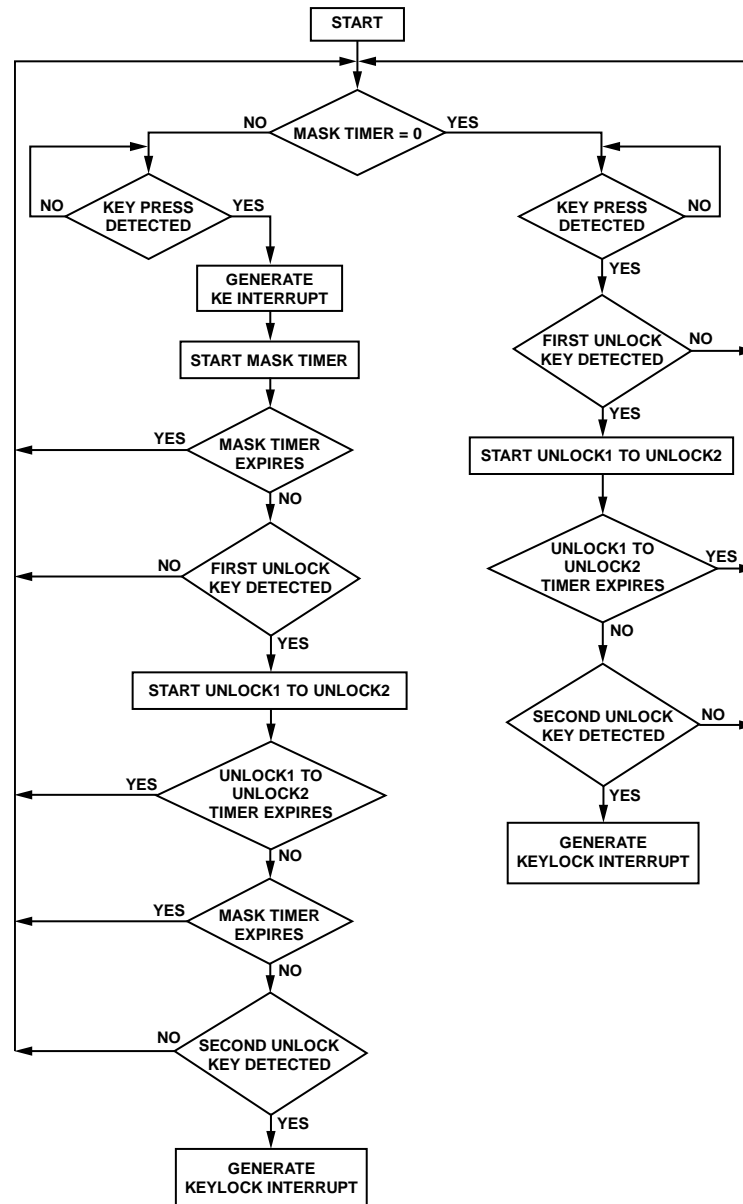 START
MASK TIMER = 0
NO
YES
NO
KEY PRESS
DETECTED
YES
GENERATE
KE INTERRUPT
START MASK TIMER
YES
MASK TIMER
EXPIRES
NO
NO
FIRST UNLOCK
KEY DETECTED
YES
START UNLOCK1 TO UNLOCK2
YES
UNLOCK1 TO
UNLOCK2
TIMER EXPIRES
NO
YES
MASK TIMER
EXPIRES
NO
NO
SECOND UNLOCK
KEY DETECTED
YES
GENERATE
KEYLOCK INTERRUPT
KEY PRESS
DETECTED
NO
YES
FIRST UNLOCK
KEY DETECTED
NO
YES
START UNLOCK1 TO UNLOCK2
UNLOCK1 TO
UNLOCK2
TIMER EXPIRES
YES
NO
SECOND UNLOCK
KEY DETECTED
NO
YES
GENERATE
KEYLOCK INTERRUPT